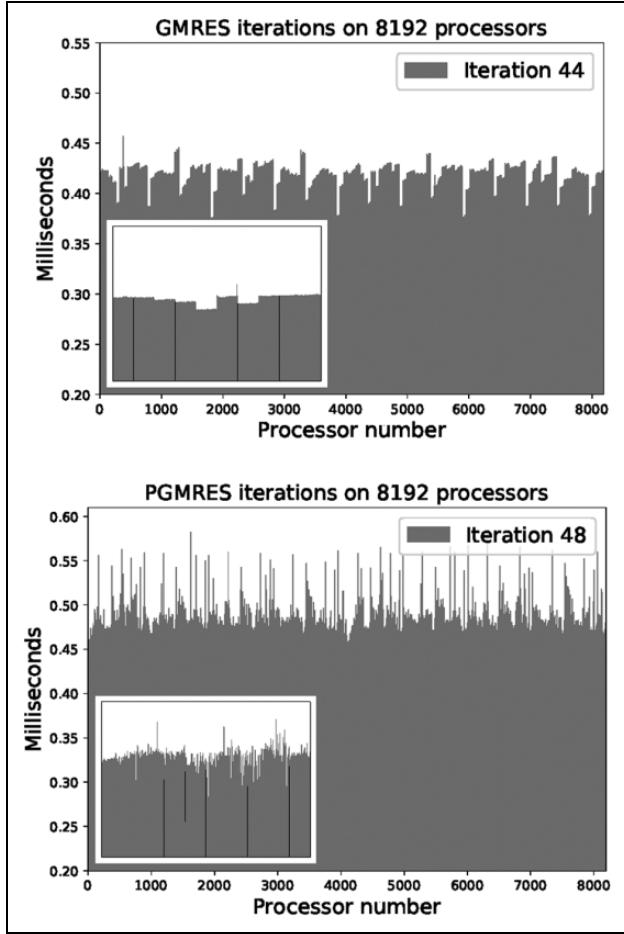 GMRES iterations on 8192 processors
0.55
Iteration 44
0.50
0.45
0.40
Milliseconds
0.35
0.30
0.25
0.20
0 1000 2000 3000 4000 5000 6000 7000 8000
Processor number
PGMRES iterations on 8192 processors
0.60
Iteration 48
0.55
0.50
0.45
Milliseconds
0.40
0.35
0.30
0.25
0.20
0 1000 2000 3000 4000 5000 6000 7000 8000
Processor number